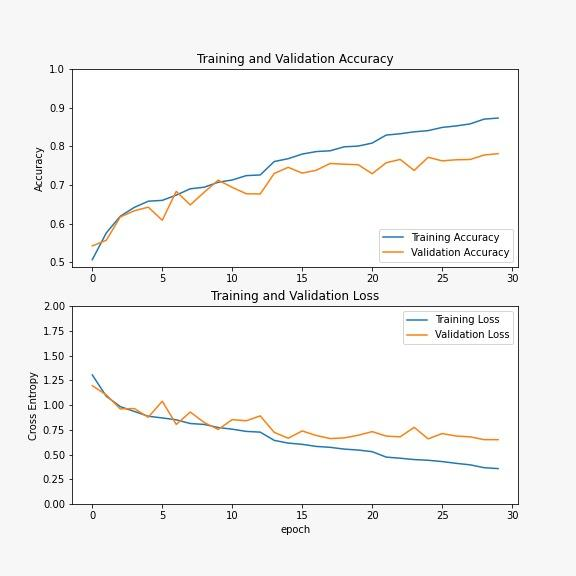 Training and Validation Accuracy
1.0
0.9
0.8
0.7
0.6
0.5
Accuracy
Training Accuracy
Validation Accuracy
0 5 10 15 20 25 30
Training and Validation Loss
2.00
1.75
1.50
1.25
1.00
0.75
0.50
0.25
0.00
Cross Entropy
Training Loss
Validation Loss
0 5 10 15 20 25 30
epoch